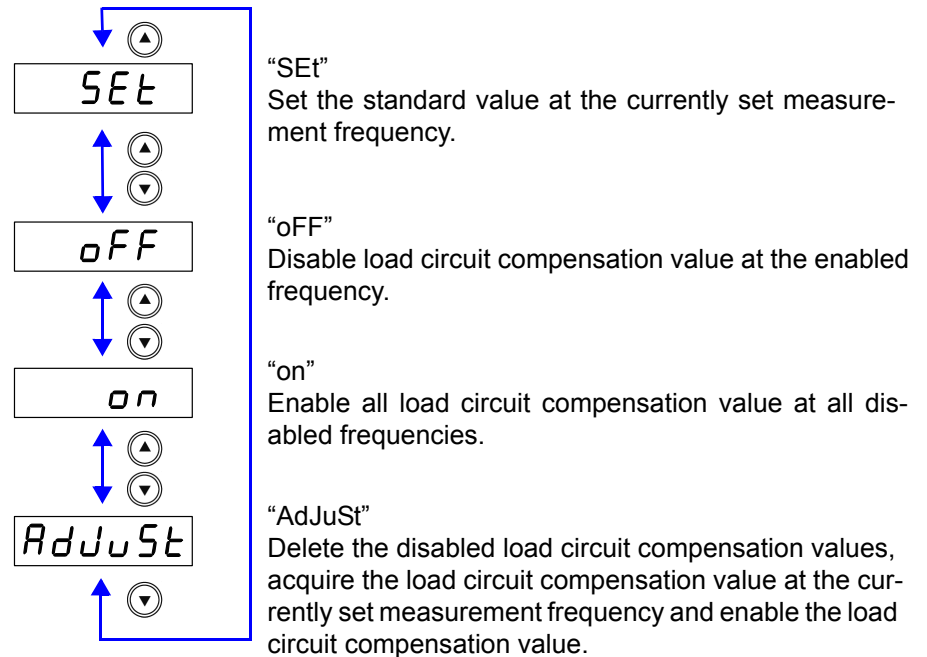 SEt
“SEt”
Set the standard value at the currently set measure-
ment frequency.
oFF
“oFF”
Disable load circuit compensation value at the enabled
frequency.
on
“on”
Enable all load circuit compensation value at all dis-
abled frequencies.
AdJuSt
“AdJuSt”
Delete the disabled load circuit compensation values,
acquire the load circuit compensation value at the cur-
rently set measurement frequency and enable the load
circuit compensation value.